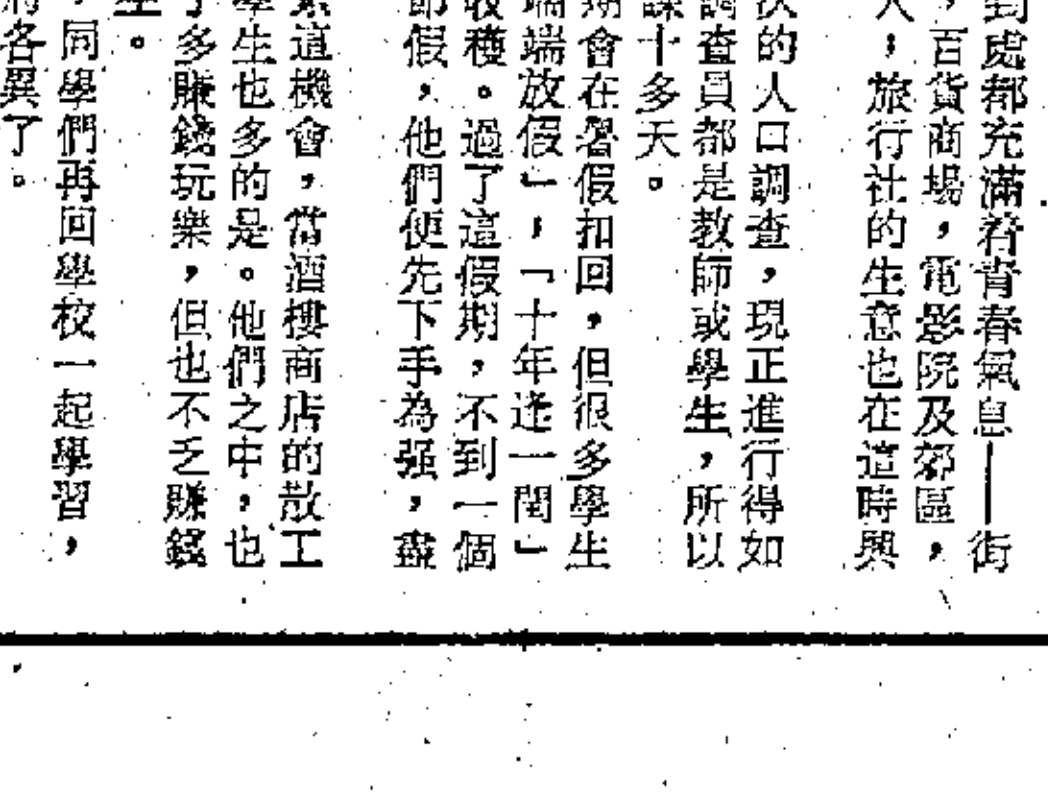 到處都充滿着青春氣息——街
，百貨商場，電影院及郊區，
人；旅行社的生意也在這時興
次的人口調查，現正進行得如
調查員都是教師或學生，所以
課十多天。
期會在暑假扣回，但很多學生
端端放假」，「十年逢一閏」
收穫。過了這假期，不到一個
節假，他們便先下手為强，盡
這機會，當酒樓商店的散工
學生也多的是。他們之中，也
多賺錢玩樂，但也不乏賺錢
。
，同學們再回學校一起學習，
將各異了。